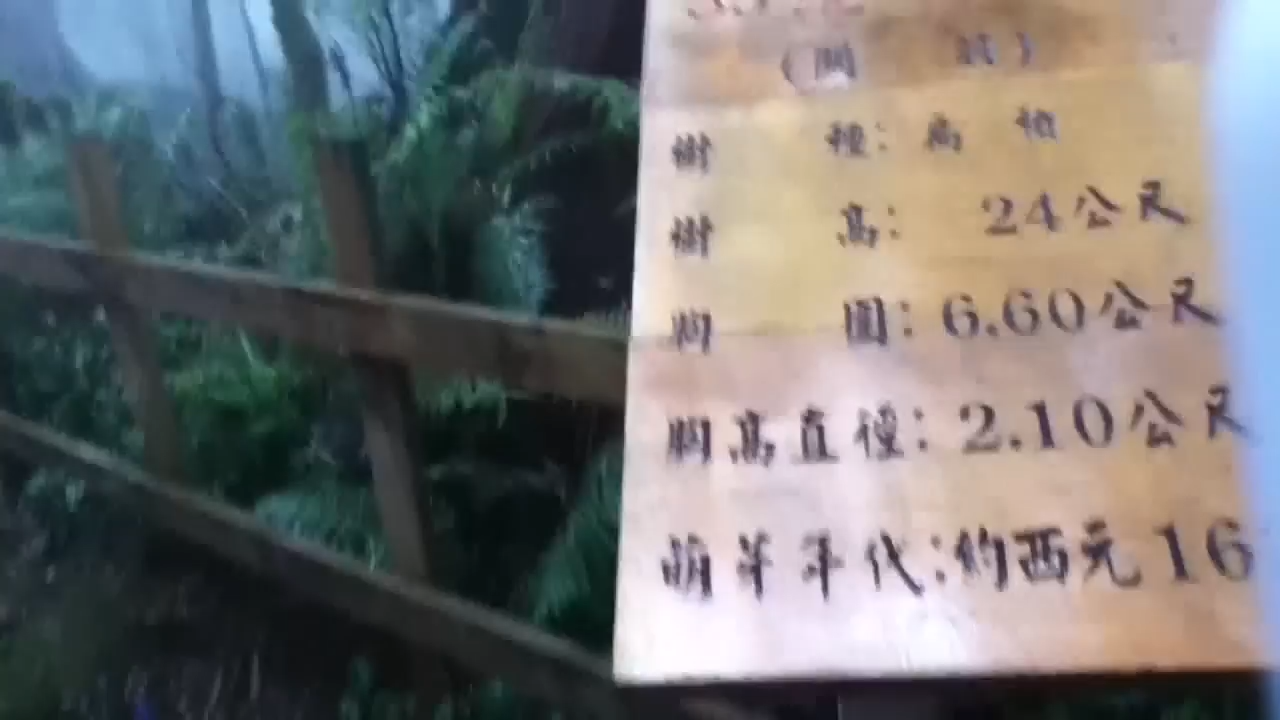 樹 種: 扁 柏
樹 高: 24公尺
胸 圍: 6.60公尺
胸高直徑: 2.10公尺
萌芽年代:約西元16